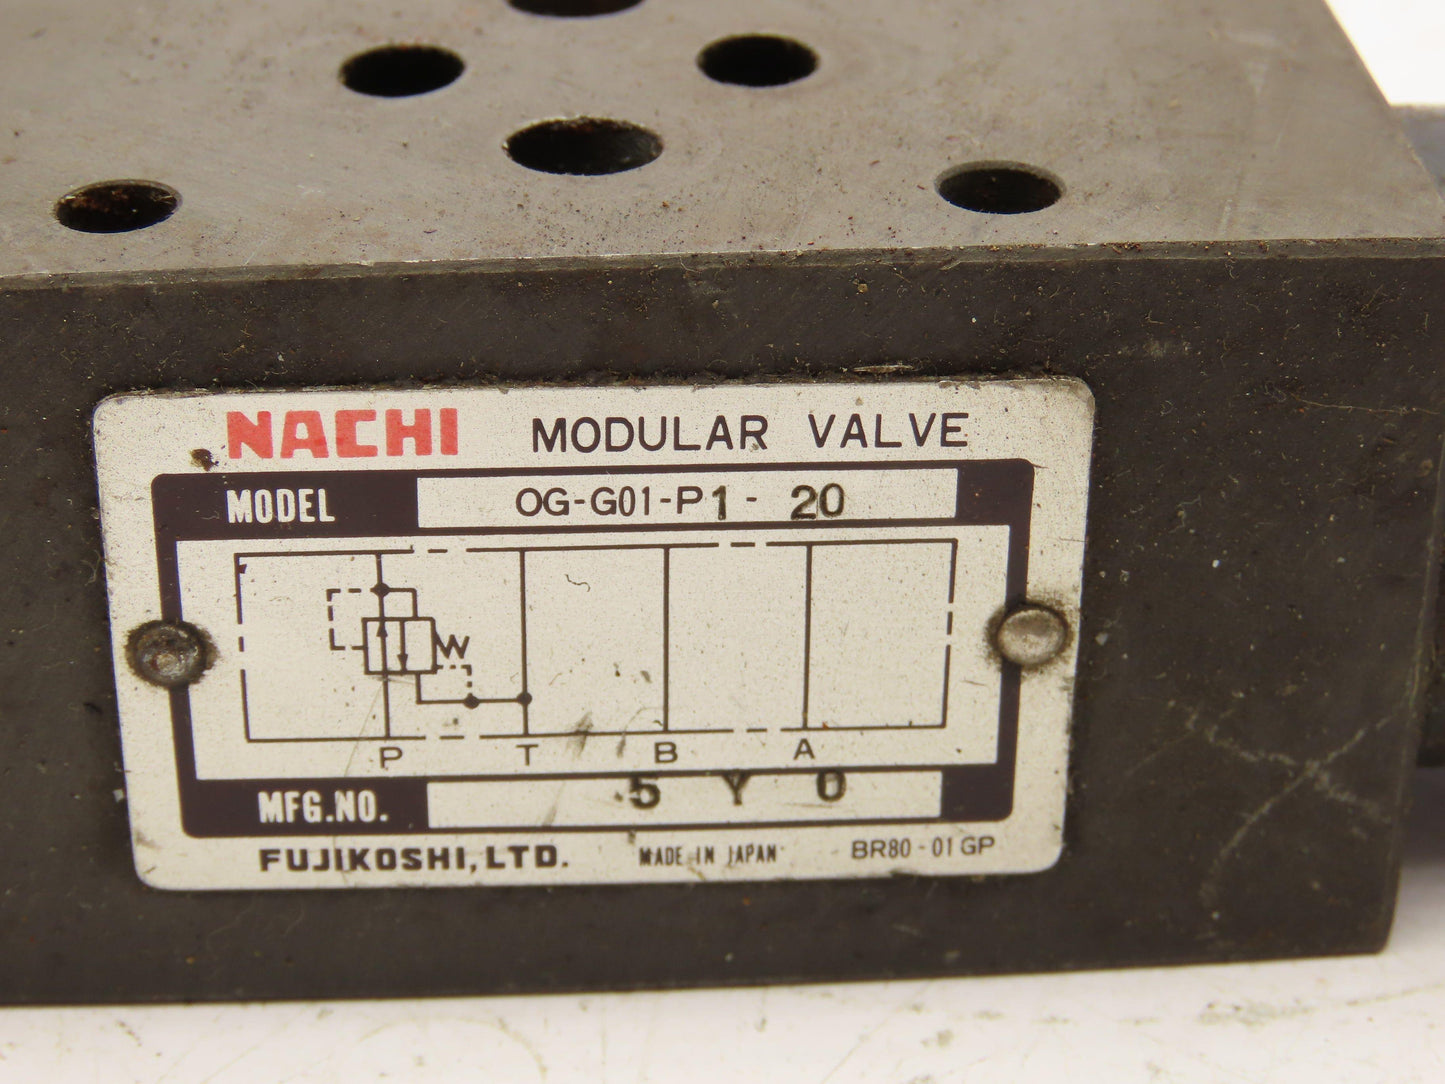 NACHI MODULAR VALVE
MODEL OG-G01-P1-20
P T B A
MFG.NO. 5 Y 0
FUJIKOSHI,LTD. MADE IN JAPAN BR80-01GP